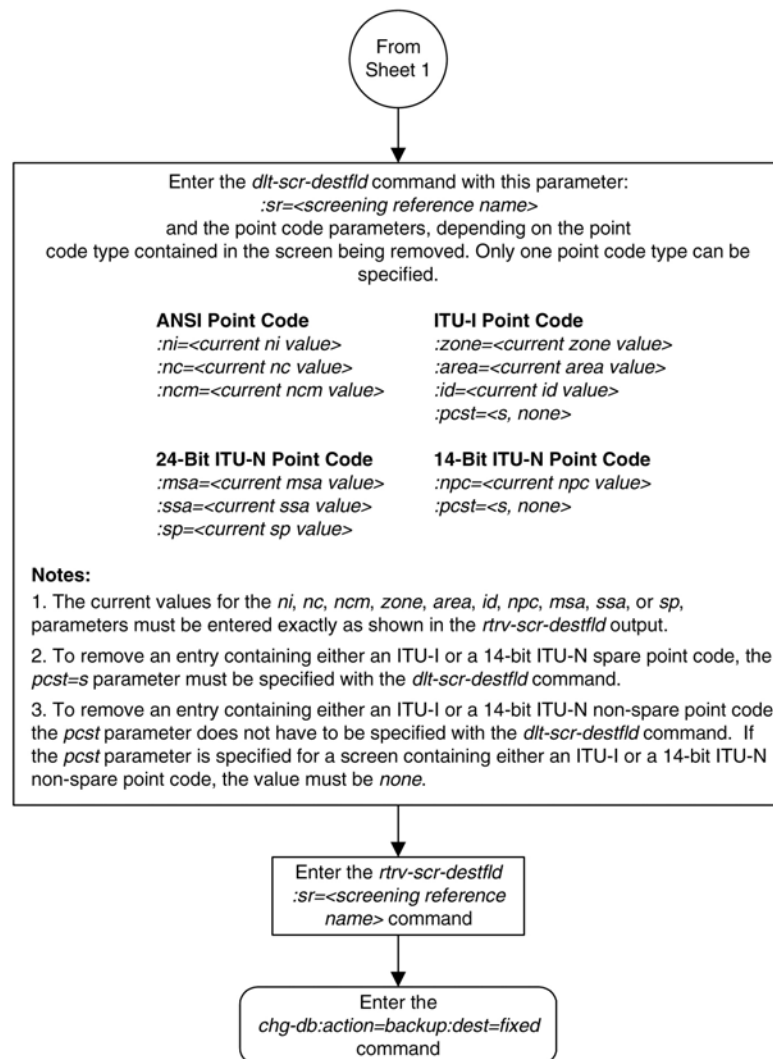 From
Sheet 1
Enter the dlt-scr-destfld command with this parameter:
:sr=<screening reference name>
and the point code parameters, depending on the point
code type contained in the screen being removed. Only one point code type can be
specified.
ANSI Point Code
:ni=<current ni value>
:nc=<current nc value>
:ncm=<current ncm value>
ITU-I Point Code
:zone=<current zone value>
:area=<current area value>
:id=<current id value>
:pcst=<s, none>
24-Bit ITU-N Point Code
:msa=<current msa value>
:ssa=<current ssa value>
:sp=<current sp value>
14-Bit ITU-N Point Code
:npc=<current npc value>
:pcst=<s, none>
Notes:
1. The current values for the ni, nc, ncm, zone, area, id, npc, msa, ssa, or sp,
parameters must be entered exactly as shown in the rtrv-scr-destfld output.
2. To remove an entry containing either an ITU-I or a 14-bit ITU-N spare point code, the
pcst=s parameter must be specified with the dlt-scr-destfld command.
3. To remove an entry containing either an ITU-I or a 14-bit ITU-N non-spare point code
the pcst parameter does not have to be specified with the dlt-scr-destfld command. If
the pcst parameter is specified for a screen containing either an ITU-I or a 14-bit ITU-N
non-spare point code, the value must be none.
Enter the rtrv-scr-destfld
:sr=<screening reference
name> command
Enter the
chg-db:action=backup:dest=fixed
command